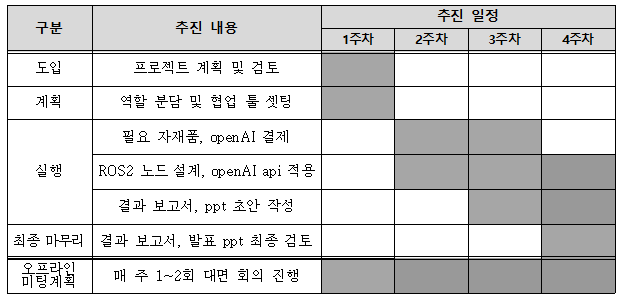 구분 추진 내용 추진 일정
1주차 2주차 3주차 4주차
도입 프로젝트 계획 및 검토
계획 역할 분담 및 협업 툴 셋팅
실행 필요 자재품, openAI 결제
ROS2 노드 설계, openAI api 적용
결과 보고서, ppt 초안 작성
최종 마무리 결과 보고서, 발표 ppt 최종 검토
오프라인
미팅계획 매 주 1~2회 대면 회의 진행